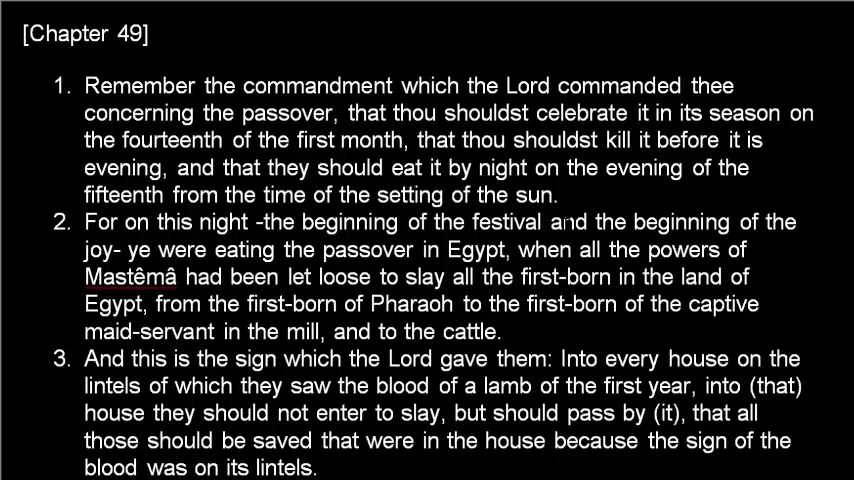 [Chapter 49]
1. Remember the commandment which the Lord commanded thee
concerning the passover, that thou shouldst celebrate it in its season on
the fourteenth of the first month, that thou shouldst kill it before it is
evening, and that they should eat it by night on the evening of the
fifteenth from the time of the setting of the sun.
2. For on this night -the beginning of the festival and the beginning of the
joy- ye were eating the passover in Egypt, when all the powers of
Mastêmâ had been let loose to slay all the first-born in the land of
Egypt, from the first-born of Pharaoh to the first-born of the captive
maid-servant in the mill, and to the cattle.
3. And this is the sign which the Lord gave them: Into every house on the
lintels of which they saw the blood of a lamb of the first year, into (that)
house they should not enter to slay, but should pass by (it), that all
those should be saved that were in the house because the sign of the
blood was on its lintels.